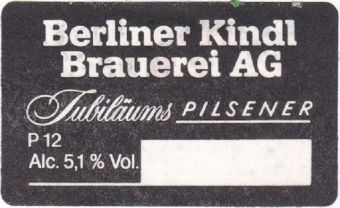 Berliner Kindl
Brauerei AG
Jubiläums PILSENER
P 12
Alc. 5,1 % Vol.